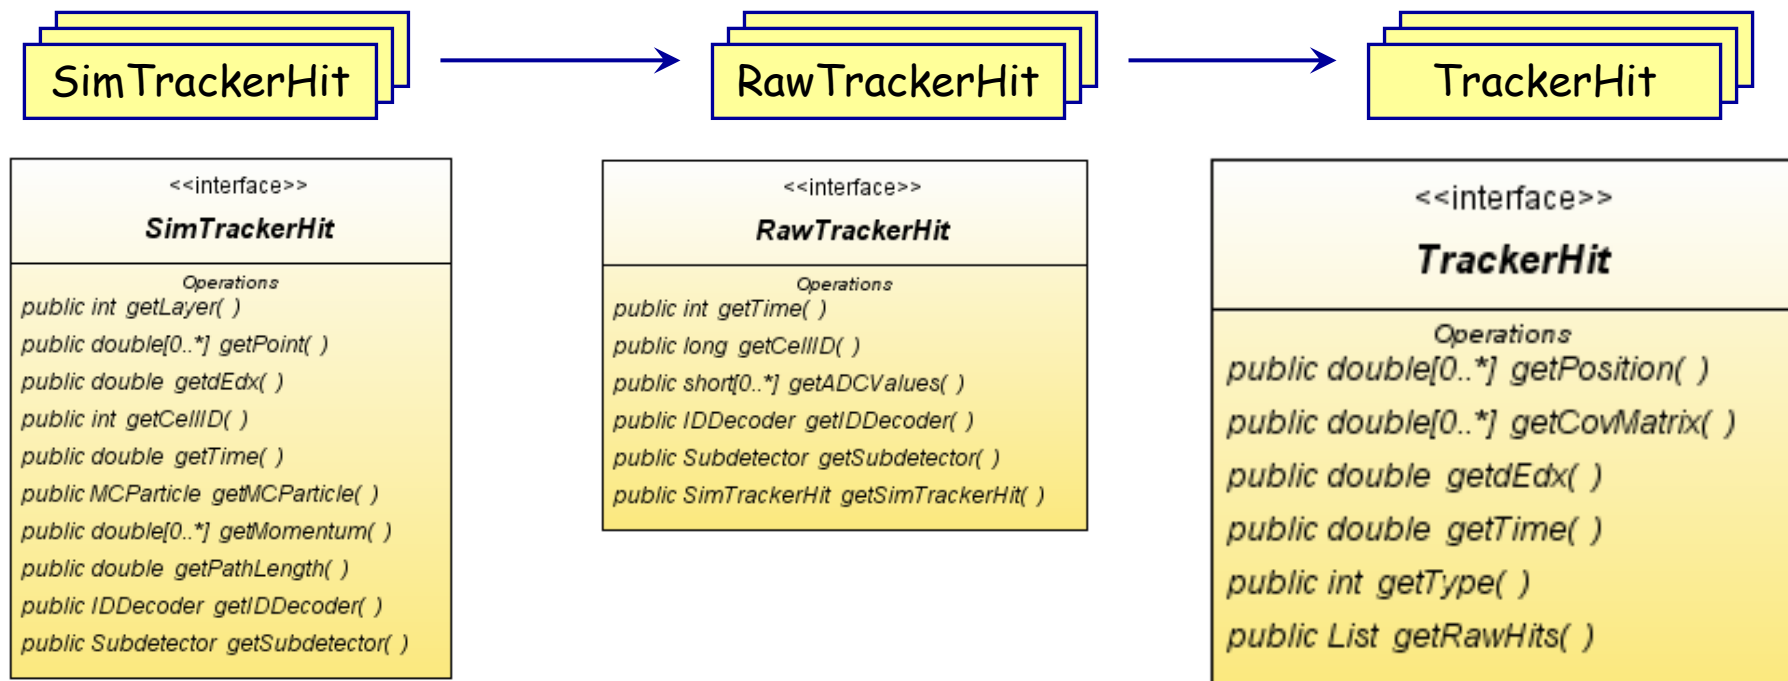 SimTrackerHit
RawTrackerHit
TrackerHit
<<interface>>
SimTrackerHit
Operations
public int getLayer( )
public double[0..*] getPoint( )
public double getdEdx( )
public int getCellID( )
public double getTime( )
public MCParticle getMCParticle( )
public double[0..*] getMomentum( )
public double getPathLength( )
public IDDecoder getIDDecoder( )
public Subdetector getSubdetector( )
<<interface>>
RawTrackerHit
Operations
public int getTime( )
public long getCellID( )
public short[0..*] getADCValues( )
public IDDecoder getIDDecoder( )
public Subdetector getSubdetector( )
public SimTrackerHit getSimTrackerHit( )
<<interface>>
TrackerHit
Operations
public double[0..*] getPosition( )
public double[0..*] getCovMatrix( )
public double getdEdx( )
public double getTime( )
public int getType( )
public List getRawHits( )